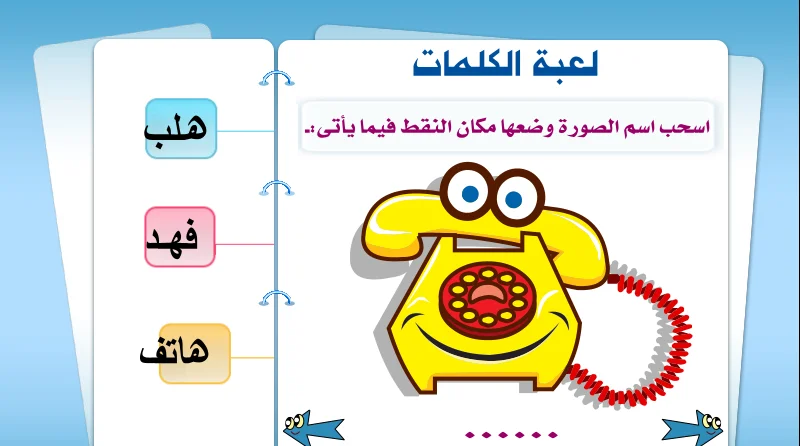 لعبة الكلمات
اسحب اسم الصورة وضعها مكان النقط فيما يأتى :ـ
هلب
فهد
هاتف
......